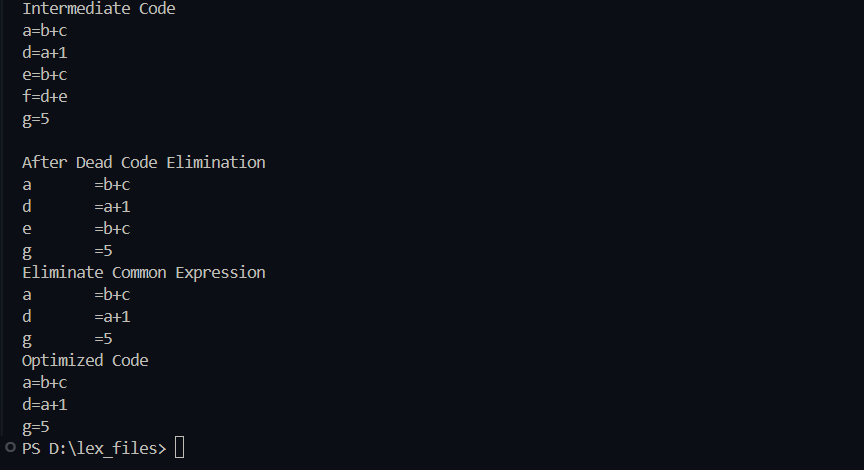 Intermediate Code
a=b+c
d=a+1
e=b+c
f=d+e
g=5
After Dead Code Elimination
a       =b+c
d       =a+1
e       =b+c
g       =5
Eliminate Common Expression
a       =b+c
d       =a+1
g       =5
Optimized Code
a=b+c
d=a+1
g=5
PS D:\lex_files>